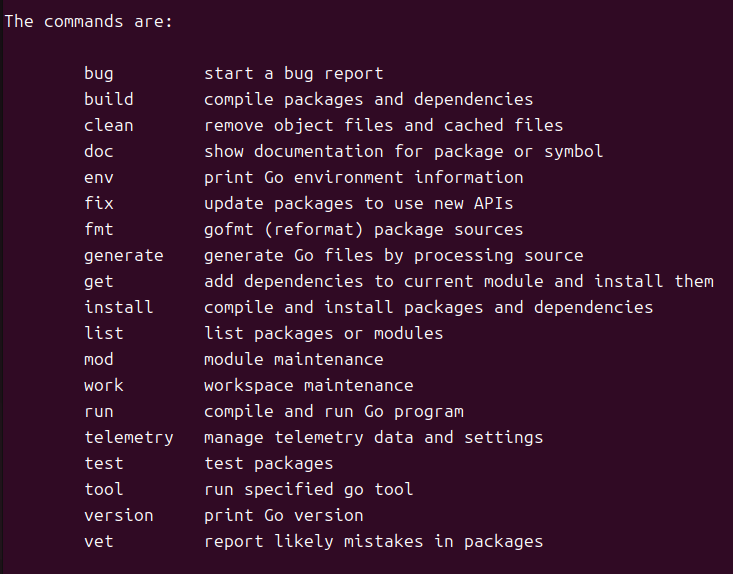 The commands are:
bug start a bug report
build compile packages and dependencies
clean remove object files and cached files
doc show documentation for package or symbol
env print Go environment information
fix update packages to use new APIs
fmt gofmt (reformat) package sources
generate generate Go files by processing source
get add dependencies to current module and install them
install compile and install packages and dependencies
list list packages or modules
mod module maintenance
work workspace maintenance
run compile and run Go program
telemetry manage telemetry data and settings
test test packages
tool run specified go tool
version print Go version
vet report likely mistakes in packages